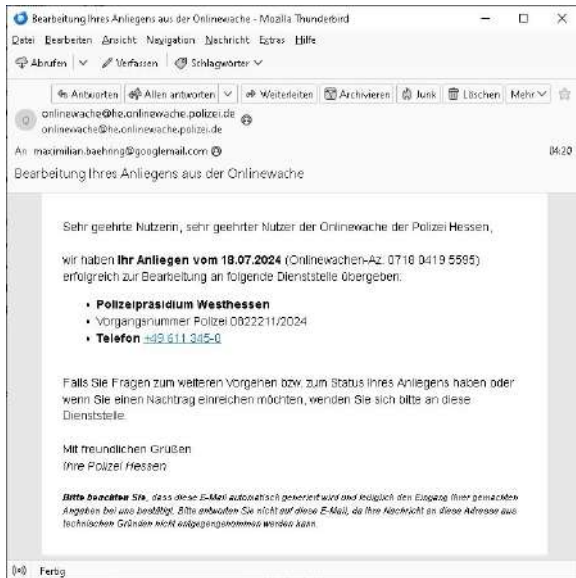 Bearbeitung Ihres Anliegens aus der Onlinewache - Mozilla Thunderbird
Datei Bearbeiten Ansicht Navigation Nachricht Extras Hilfe
Abrufen Verfassen Schlagwörter
Antworten Allen antworten Weiterleiten Archivieren Junk Löschen Mehr
onlinewache@he.onlinewache.polizei.de
onlinewache@he.onlinewache.polizei.de
An maximilian.baehring@googlemail.com 04:20
Bearbeitung Ihres Anliegens aus der Onlinewache
Sehr geehrte Nutzerin, sehr geehrter Nutzer der Onlinewache der Polizei Hessen,
wir haben Ihr Anliegen vom 18.07.2024 (Onlinewachen-Az. 0718 0419 5595)
erfolgreich zur Bearbeitung an folgende Dienststelle übergeben:
• Polizeipräsidium Westhessen
• Vorgangsnummer Polizei 0822211/2024
• Telefon +49 611 345-0
Falls Sie Fragen zum weiteren Vorgehen bzw. zum Status Ihres Anliegens haben oder
wenn Sie einen Nachtrag einreichen möchten, wenden Sie sich bitte an diese
Dienststelle.
Mit freundlichen Grüßen
Ihre Polizei Hessen
Bitte beachten Sie, dass diese E-Mail automatisch generiert wird und lediglich den Eingang Ihrer gemachten
Angaben bei uns bestätigt. Bitte antworten Sie nicht auf diese E-Mail, da Ihre Nachricht an diese Adresse aus
technischen Gründen nicht entgegengenommen werden kann.
Fertig